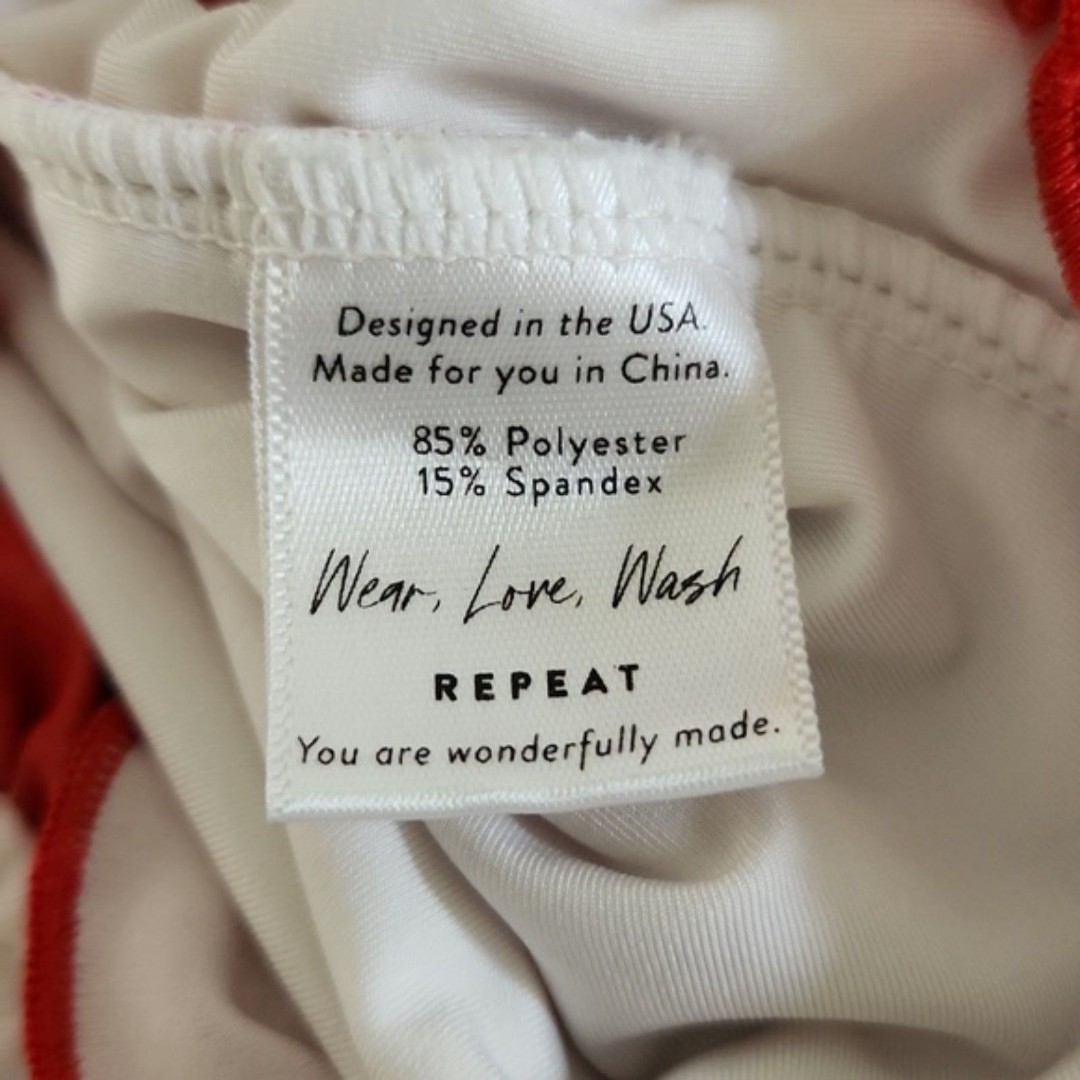 Designed in the USA.
Made for you in China.
85% Polyester
15% Spandex
Wear, Love, Wash
REPEAT
You are wonderfully made.